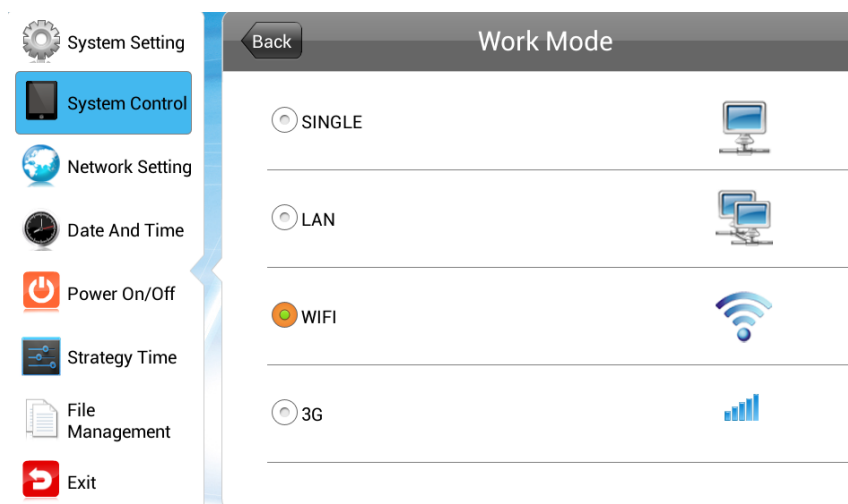 System Setting
System Control
Network Setting
Date And Time
Power On/Off
Strategy Time
File
Management
Exit
Back
Work Mode
SINGLE
LAN
WIFI
3G